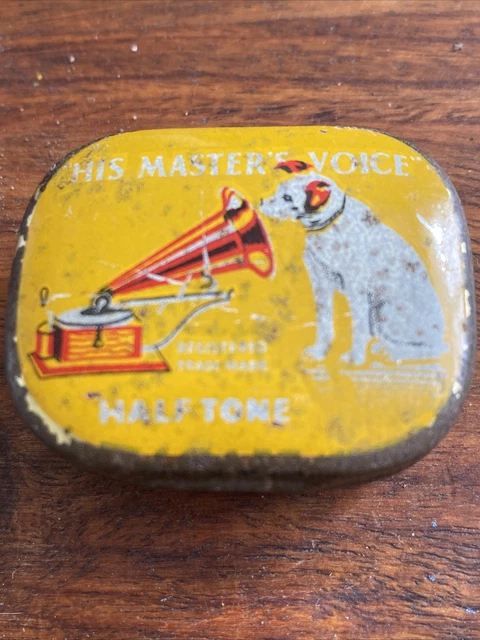 "HIS MASTER'S VOICE"
REGISTERED
TRADE MARK
"HALF TONE